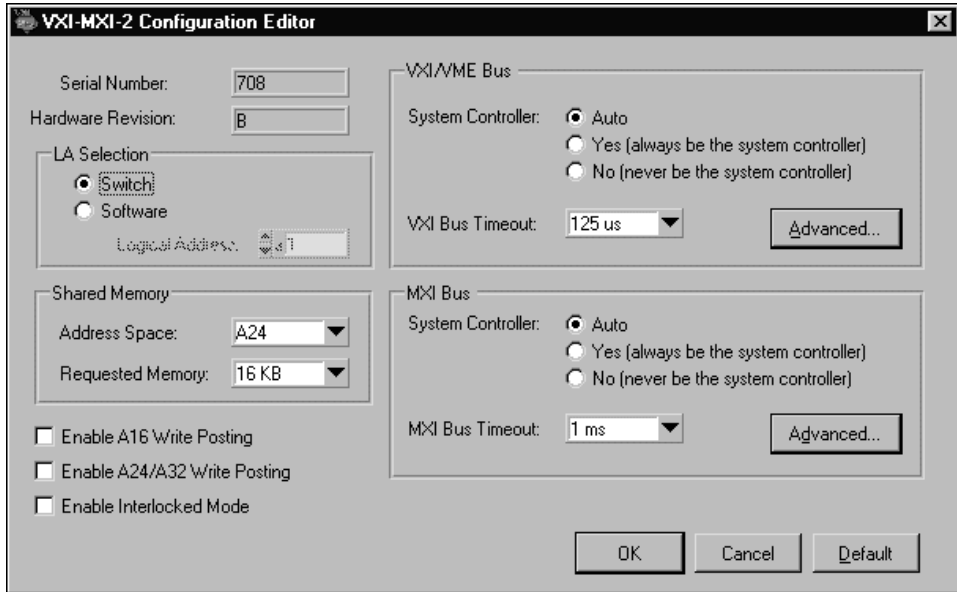 VXI-MXI-2 Configuration Editor
Serial Number: 708
Hardware Revision: B
LA Selection
Switch
Software
Logical Address:
Shared Memory
Address Space: A24
Requested Memory: 16 KB
Enable A16 Write Posting
Enable A24/A32 Write Posting
Enable Interlocked Mode
VXI/VME Bus
System Controller: Auto
Yes (always be the system controller)
No (never be the system controller)
VXI Bus Timeout: 125 us
Advanced...
MXI Bus
System Controller: Auto
Yes (always be the system controller)
No (never be the system controller)
MXI Bus Timeout: 1 ms
Advanced...
OK
Cancel
Default